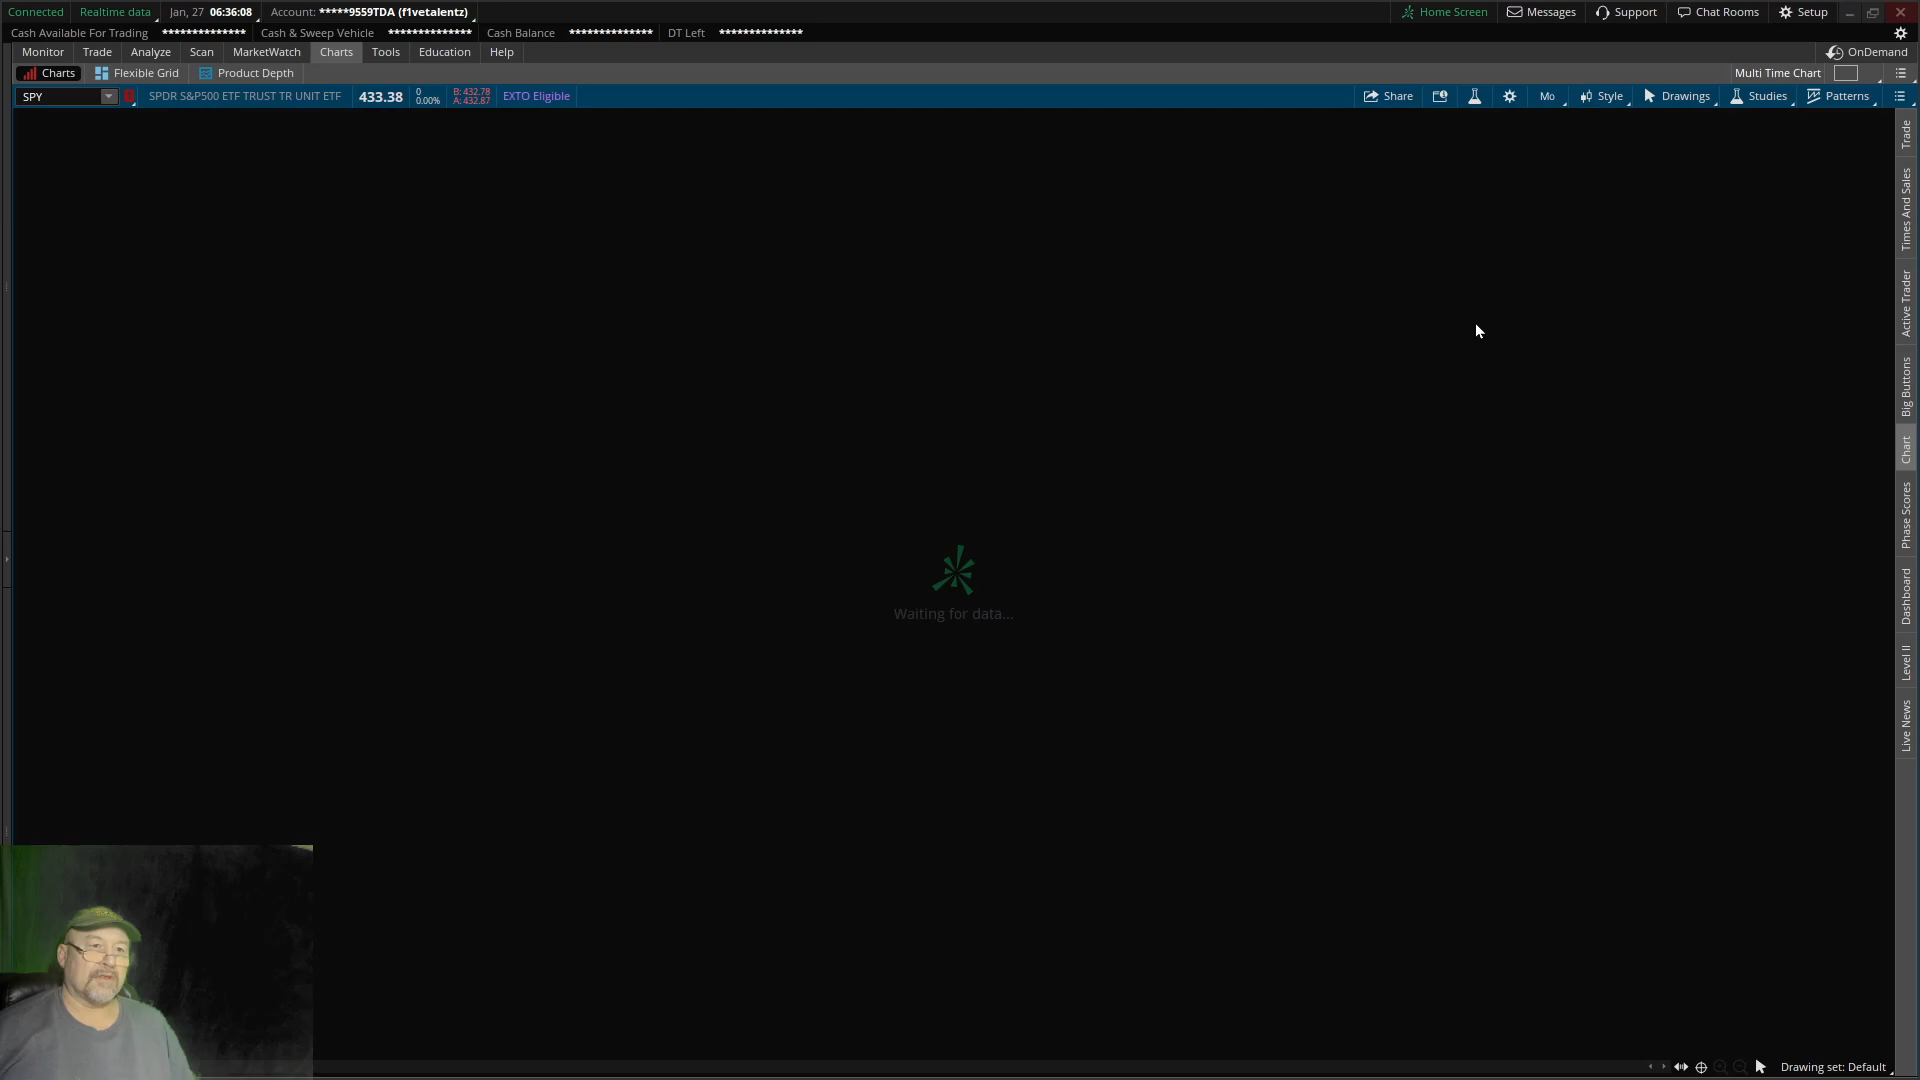 Connected Realtime data Jan, 27 06:36:08 Account: *****9559TDA (f1vetalentz) Home Screen Messages Support Chat Rooms Setup
Cash Available For Trading ************** Cash & Sweep Vehicle ************** Cash Balance ************** DT Left **************
Monitor Trade Analyze Scan MarketWatch Charts Tools Education Help OnDemand
Charts Flexible Grid Product Depth Multi Time Chart
SPY SPDR S&P500 ETF TRUST TR UNIT ETF 433.38 0 B: 432.78 EXTO Eligible Share Mo Style Drawings Studies Patterns
0.00% A: 432.87
Trade
Times And Sales
Active Trader
Big Buttons
Chart
Phase Scores
Dashboard
Level II
Live News
Waiting for data...
Drawing set: Default